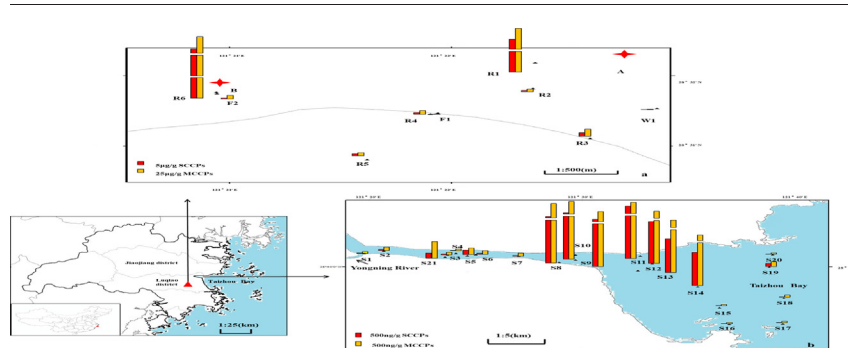 R6
B
F2
R1
R2
A
R4
F1
R3
W1
R5
5μg/g SCCPs
25μg/g MCCPs
1:500(m)
a
Jiaojiang district
Luqiao
district
Taizhou Bay
1:25(km)
S1
S2
S21
S4
S3
S5
S6
S7
S8
S10
S9
S11
S12
S13
S14
S20
S19
Taizhou Bay
S18
S15
S16
S17
Yongning River
500ng/g SCCPs
500ng/g MCCPs
1:5(km)
b